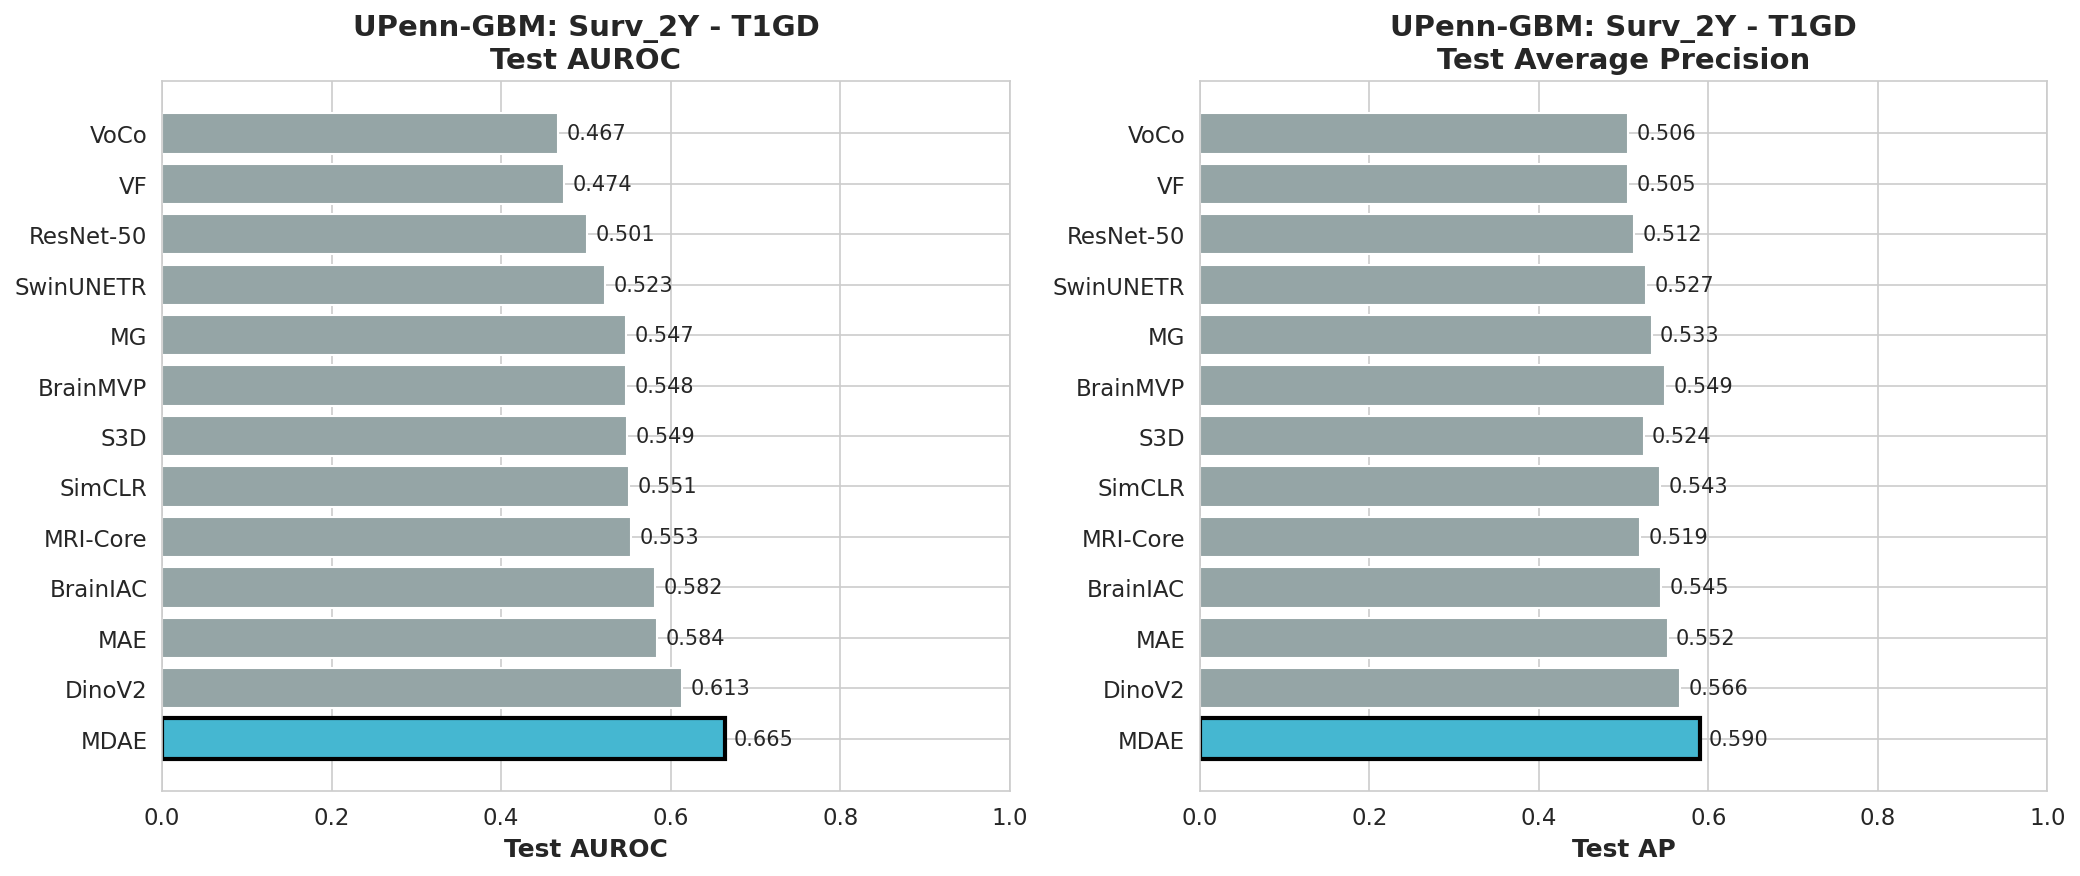 UPenn-GBM: Surv_2Y - T1GD
Test AUROC
VoCo 0.467
VF 0.474
ResNet-50 0.501
SwinUNETR 0.523
MG 0.547
BrainMVP 0.548
S3D 0.549
SimCLR 0.551
MRI-Core 0.553
BrainIAC 0.582
MAE 0.584
DinoV2 0.613
MDAE 0.665
0.0 0.2 0.4 0.6 0.8 1.0
Test AUROC
UPenn-GBM: Surv_2Y - T1GD
Test Average Precision
VoCo 0.506
VF 0.505
ResNet-50 0.512
SwinUNETR 0.527
MG 0.533
BrainMVP 0.549
S3D 0.524
SimCLR 0.543
MRI-Core 0.519
BrainIAC 0.545
MAE 0.552
DinoV2 0.566
MDAE 0.590
0.0 0.2 0.4 0.6 0.8 1.0
Test AP